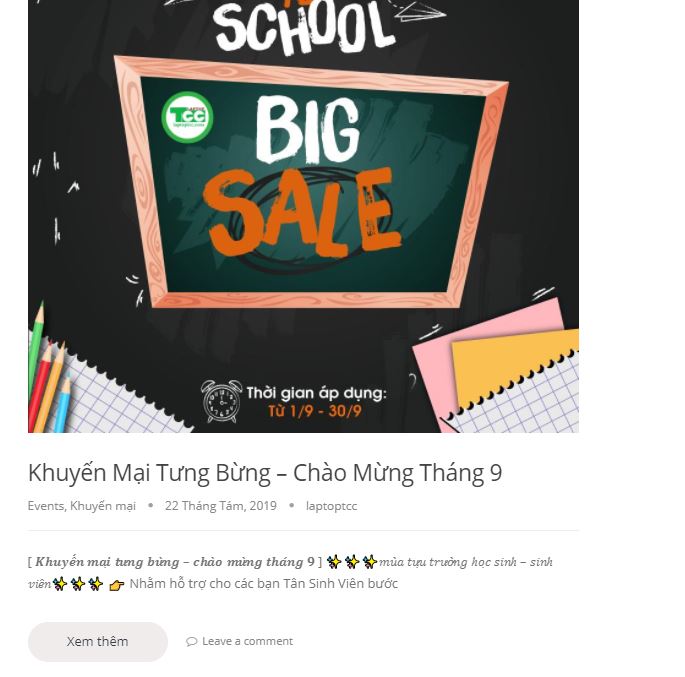 SCHOOL
TCC
BIG
SALE
Thời gian áp dụng:
Từ 1/9 - 30/9
Khuyến Mại Tưng Bừng – Chào Mừng Tháng 9
Events, Khuyến mại • 22 Tháng Tám, 2019 • laptoptcc
[ Khuyến mại tưng bừng – chào mừng tháng 9 ] ✨✨✨mùa tựu trường học sinh – sinh
viên✨✨✨ 👉 Nhằm hỗ trợ cho các bạn Tân Sinh Viên bước
Xem thêm
Leave a comment